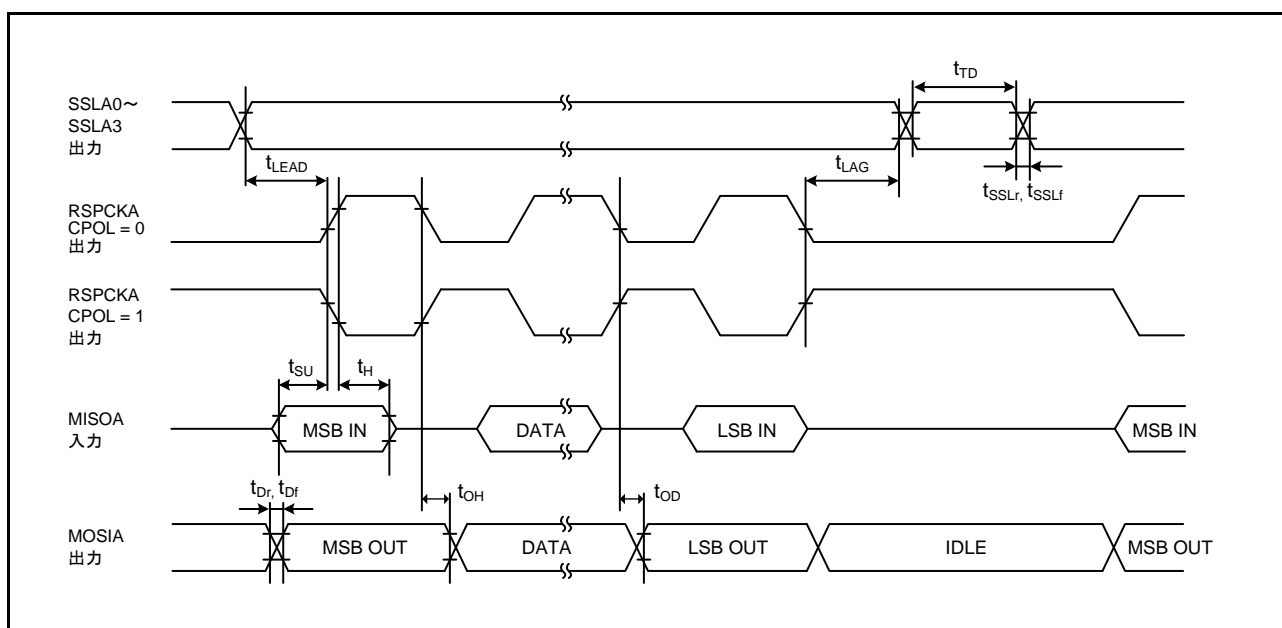 SSLA0～
SSLA3
出力
tTD
tLEAD
tLAG
tSSLr, tSSLf
RSPCKA
CPOL = 0
出力
RSPCKA
CPOL = 1
出力
tSU
tH
MISOA
入力
MSB IN
DATA
LSB IN
MSB IN
tDr, tDf
tOH
tOD
MOSIA
出力
MSB OUT
DATA
LSB OUT
IDLE
MSB OUT